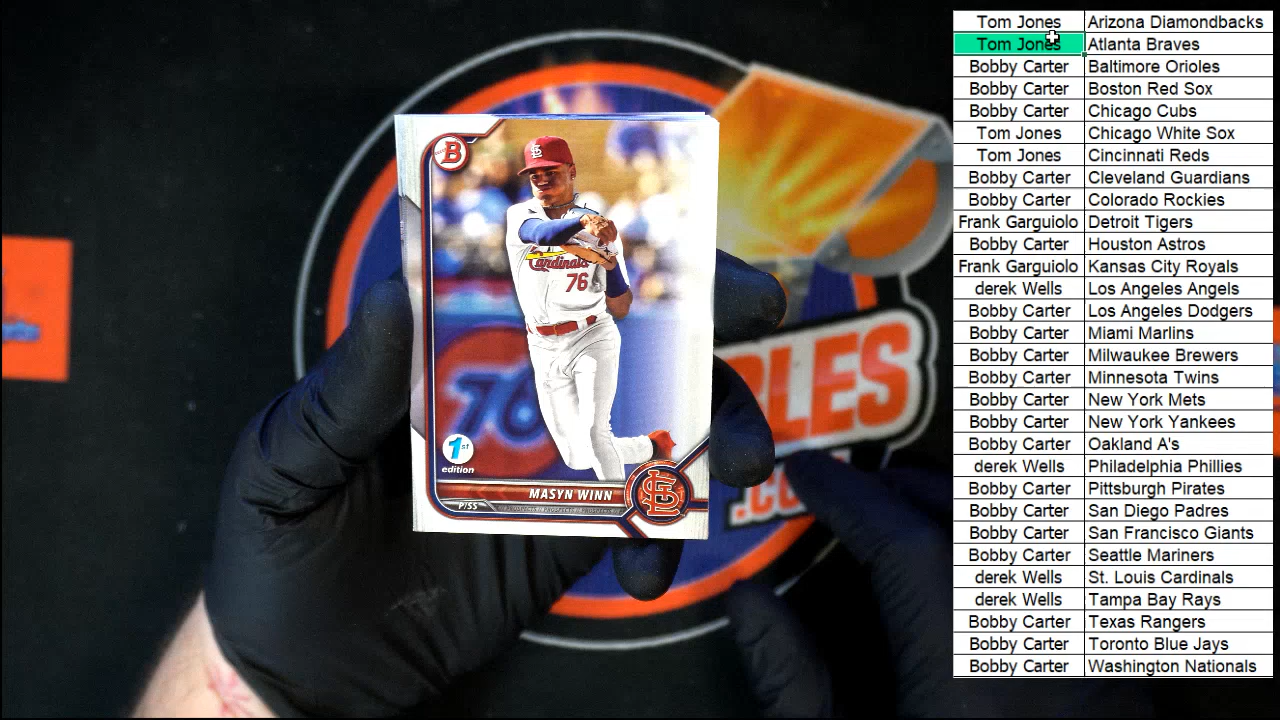 B
STL
Cardinals
76
76
1st
edition
MASYN WINN
P/SS
STL
LES
.CO
Tom Jones Arizona Diamondbacks
Tom Jones Atlanta Braves
Bobby Carter Baltimore Orioles
Bobby Carter Boston Red Sox
Bobby Carter Chicago Cubs
Tom Jones Chicago White Sox
Tom Jones Cincinnati Reds
Bobby Carter Cleveland Guardians
Bobby Carter Colorado Rockies
Frank Garguiolo Detroit Tigers
Bobby Carter Houston Astros
Frank Garguiolo Kansas City Royals
derek Wells Los Angeles Angels
Bobby Carter Los Angeles Dodgers
Bobby Carter Miami Marlins
Bobby Carter Milwaukee Brewers
Bobby Carter Minnesota Twins
Bobby Carter New York Mets
Bobby Carter New York Yankees
Bobby Carter Oakland A's
derek Wells Philadelphia Phillies
Bobby Carter Pittsburgh Pirates
Bobby Carter San Diego Padres
Bobby Carter San Francisco Giants
Bobby Carter Seattle Mariners
derek Wells St. Louis Cardinals
derek Wells Tampa Bay Rays
Bobby Carter Texas Rangers
Bobby Carter Toronto Blue Jays
Bobby Carter Washington Nationals